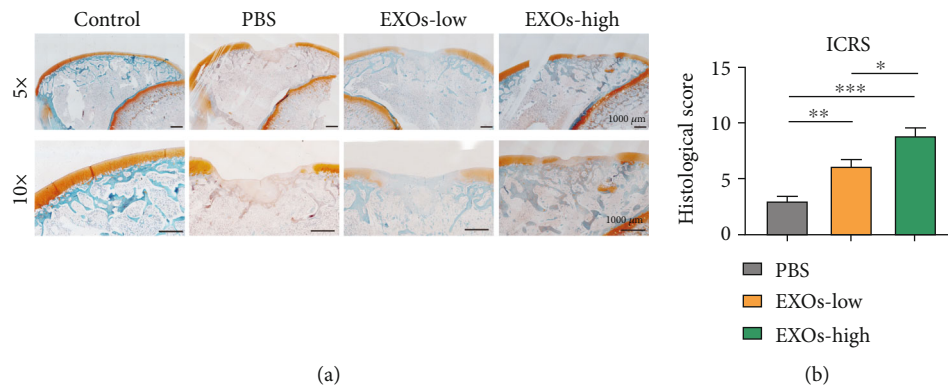 Control PBS EXOs-low EXOs-high
5×
1000 μm
10×
1000 μm
(a)
ICRS
Histological score
15
10
5
0
*
***
**
PBS
EXOs-low
EXOs-high
(b)